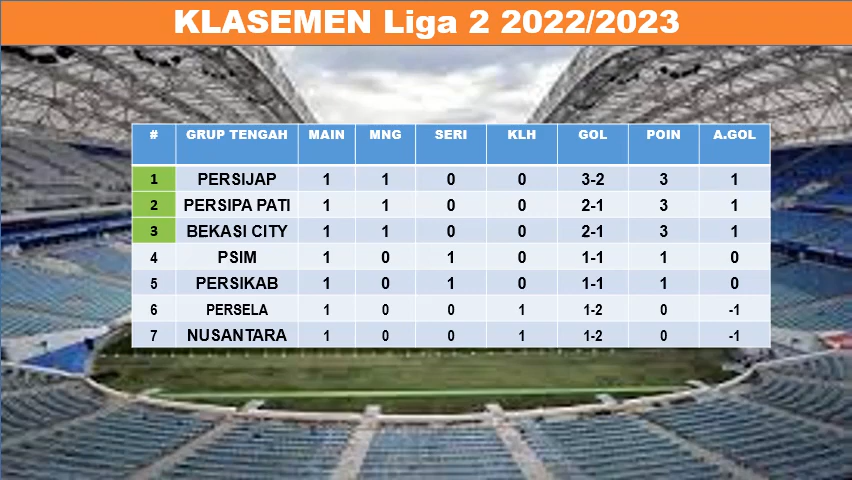 KLASEMEN Liga 2 2022/2023
# GRUP TENGAH MAIN MNG SERI KLH GOL POIN A.GOL
1 PERSIJAP 1 1 0 0 3-2 3 1
2 PERSIPA PATI 1 1 0 0 2-1 3 1
3 BEKASI CITY 1 1 0 0 2-1 3 1
4 PSIM 1 0 1 0 1-1 1 0
5 PERSIKAB 1 0 1 0 1-1 1 0
6 PERSELA 1 0 0 1 1-2 0 -1
7 NUSANTARA 1 0 0 1 1-2 0 -1